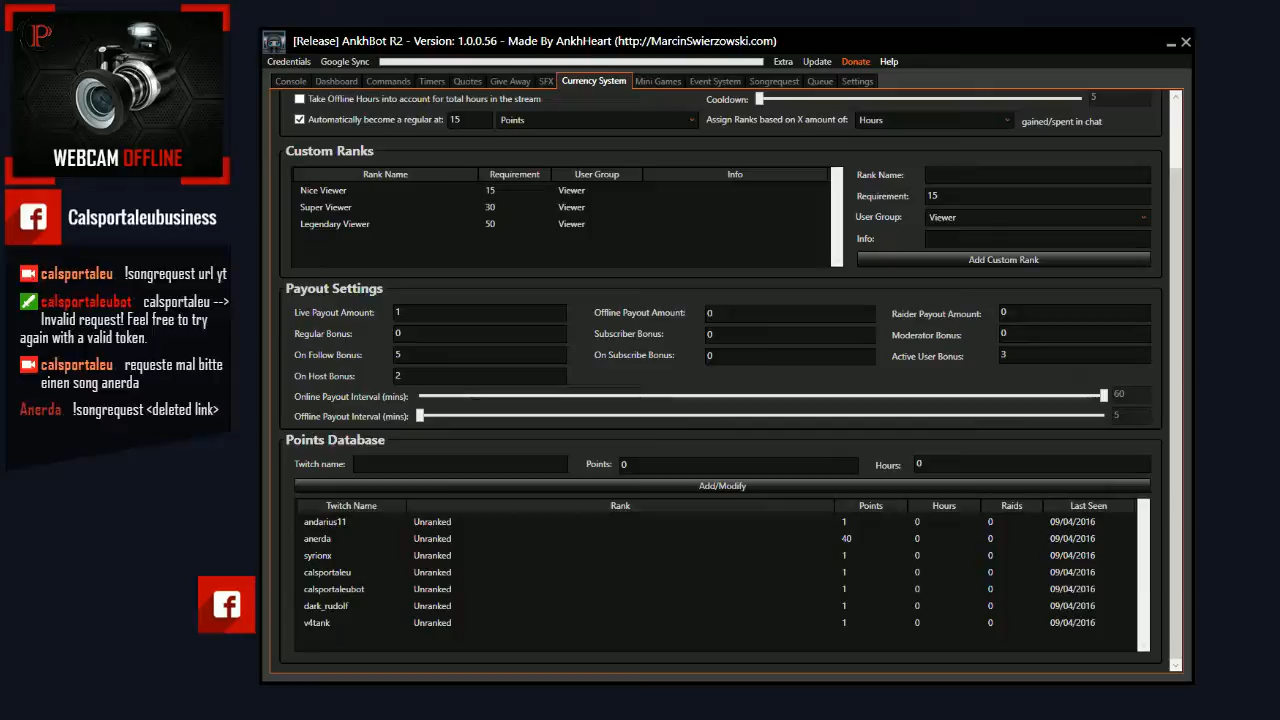 WEBCAM OFFLINE
Calsportaleubusiness
calsportaleu !songrequest url yt
calsportaleubot calsportaleu -->
Invalid request! Feel free to try
again with a valid token.
calsportaleu requeste mal bitte
einen song anerda
Anerda !songrequest <deleted link>
[Release] AnkhBot R2 - Version: 1.0.0.56 - Made By AnkhHeart (http://MarcinSwierzowski.com)
Credentials Google Sync Extra Update Donate Help
Console Dashboard Commands Timers Quotes Give Away SFX Currency System Mini Games Event System Songrequest Queue Settings
Take Offline Hours into account for total hours in the stream Cooldown: 5
Automatically become a regular at: 15 Points Assign Ranks based on X amount of: Hours gained/spent in chat
Custom Ranks
Rank Name Requirement User Group Info
Nice Viewer 15 Viewer
Super Viewer 30 Viewer
Legendary Viewer 50 Viewer
Rank Name:
Requirement: 15
User Group: Viewer
Info:
Add Custom Rank
Payout Settings
Live Payout Amount: 1 Offline Payout Amount: 0 Raider Payout Amount: 0
Regular Bonus: 0 Subscriber Bonus: 0 Moderator Bonus: 0
On Follow Bonus: 5 On Subscribe Bonus: 0 Active User Bonus: 3
On Host Bonus: 2
Online Payout Interval (mins): 60
Offline Payout Interval (mins): 5
Points Database
Twitch name: Points: 0 Hours: 0
Add/Modify
Twitch Name Rank Points Hours Raids Last Seen
andarius11 Unranked 1 0 0 09/04/2016
anerda Unranked 40 0 0 09/04/2016
syrionx Unranked 1 0 0 09/04/2016
calsportaleu Unranked 1 0 0 09/04/2016
calsportaleubot Unranked 1 0 0 09/04/2016
dark_rudolf Unranked 1 0 0 09/04/2016
v4tank Unranked 1 0 0 09/04/2016